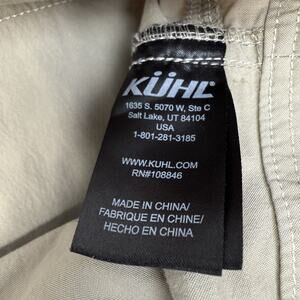 KÜHL
1635 S. 5070 W, Ste C
Salt Lake, UT 84104
USA
1-801-281-3185
WWW.KUHL.COM
RN#108846
MADE IN CHINA/
FABRIQUE EN CHINE/
HECHO EN CHINA